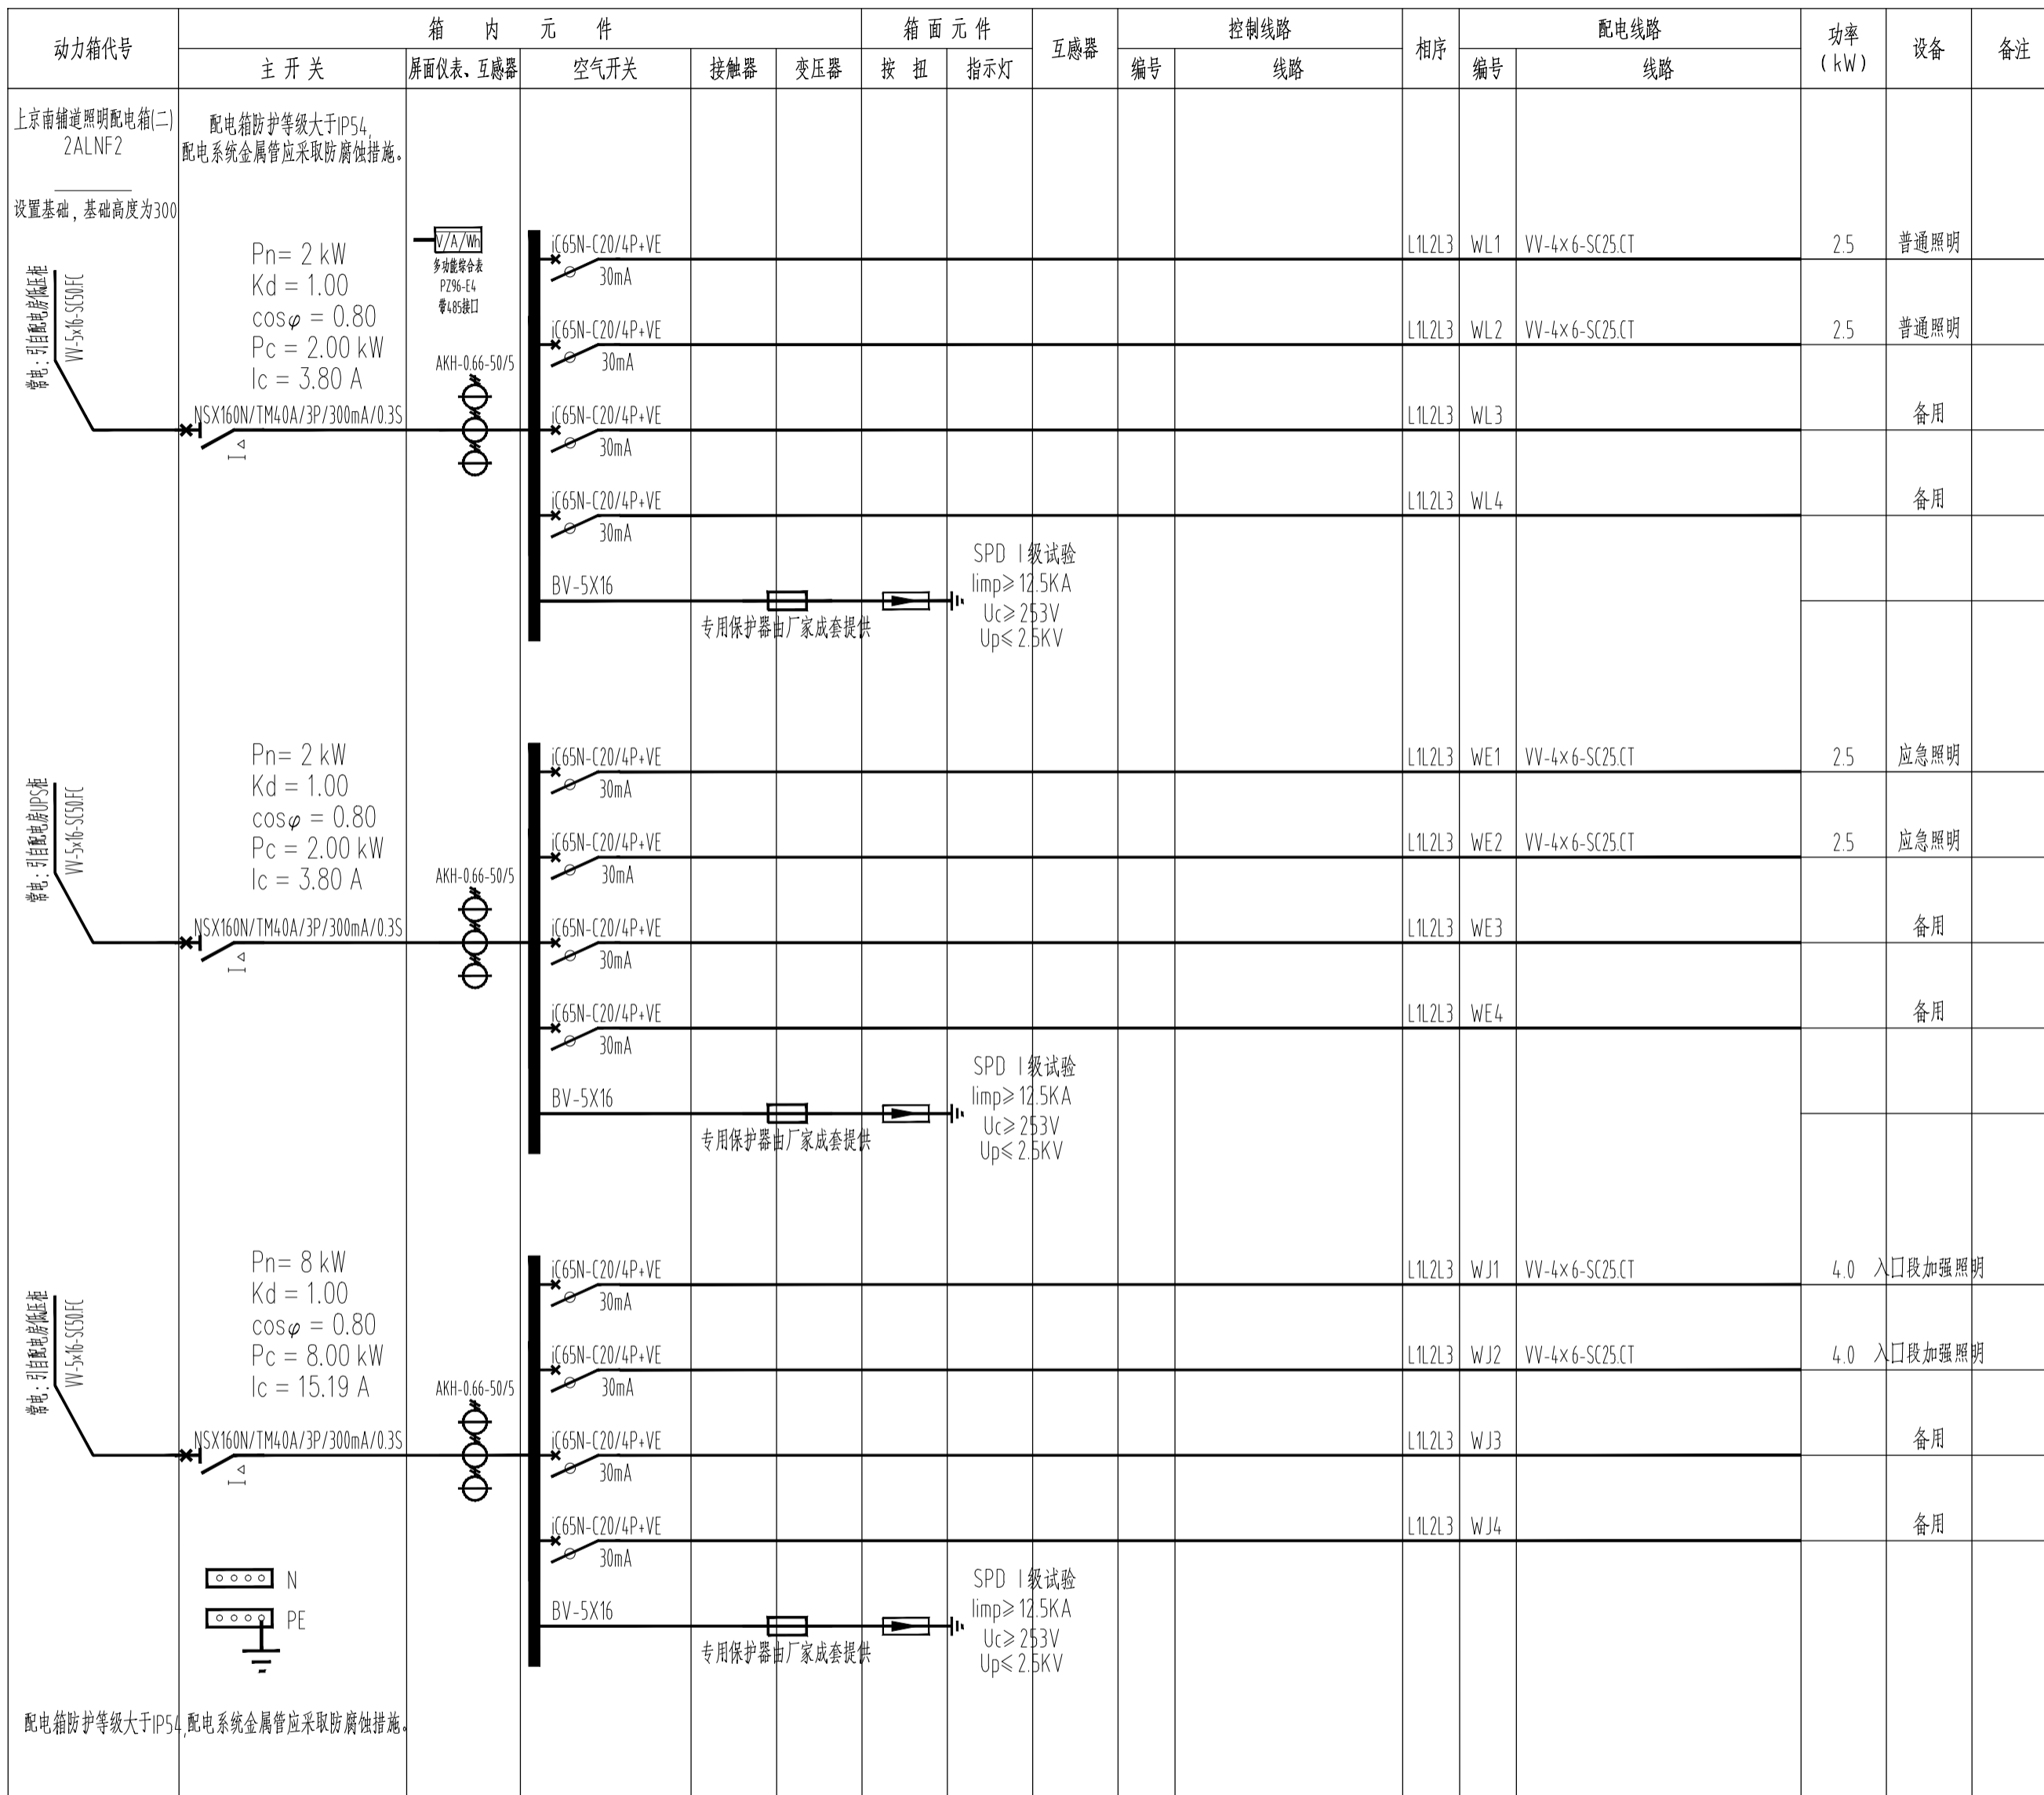 动力箱代号
箱 内 元 件
箱 面 元 件
互感器
控制线路
相序
配电线路
功率
(kW)
设备
备注
主 开 关
屏面仪表、互感器
空气开关
接触器
变压器
按 扭
指示灯
编号
线路
编号
线路
上京南辅道照明配电箱(二)
2ALNF2
设置基础，基础高度为300
配电箱防护等级大于IP54,
配电系统金属管应采取防腐蚀措施。
常电:引自配电房低压柜
VV-5x16-SC50.FC
Pn= 2 kW
Kd = 1.00
cosφ = 0.80
Pc = 2.00 kW
Ic = 3.80 A
NSX160N/TM40A/3P/300mA/0.3S
I
V/A/Wh
多功能综合表
PZ96-E4
带485接口
AKH-0.66-50/5
iC65N-C20/4P+VE
30mA
L1L2L3 WL1 VV-4×6-SC25.CT 2.5 普通照明
iC65N-C20/4P+VE
30mA
L1L2L3 WL2 VV-4×6-SC25.CT 2.5 普通照明
iC65N-C20/4P+VE
30mA
L1L2L3 WL3 备用
iC65N-C20/4P+VE
30mA
L1L2L3 WL4 备用
BV-5X16
专用保护器由厂家成套提供
SPD I级试验
Iimp≥12.5KA
Uc≥253V
Up≤2.5KV
常电:引自配电房UPS柜
VV-5x16-SC50.FC
Pn= 2 kW
Kd = 1.00
cosφ = 0.80
Pc = 2.00 kW
Ic = 3.80 A
NSX160N/TM40A/3P/300mA/0.3S
I
AKH-0.66-50/5
iC65N-C20/4P+VE
30mA
L1L2L3 WE1 VV-4×6-SC25.CT 2.5 应急照明
iC65N-C20/4P+VE
30mA
L1L2L3 WE2 VV-4×6-SC25.CT 2.5 应急照明
iC65N-C20/4P+VE
30mA
L1L2L3 WE3 备用
iC65N-C20/4P+VE
30mA
L1L2L3 WE4 备用
BV-5X16
专用保护器由厂家成套提供
SPD I级试验
Iimp≥12.5KA
Uc≥253V
Up≤2.5KV
常电:引自配电房低压柜
VV-5x16-SC50.FC
Pn= 8 kW
Kd = 1.00
cosφ = 0.80
Pc = 8.00 kW
Ic = 15.19 A
NSX160N/TM40A/3P/300mA/0.3S
I
AKH-0.66-50/5
iC65N-C20/4P+VE
30mA
L1L2L3 WJ1 VV-4×6-SC25.CT 4.0 入口段加强照明
iC65N-C20/4P+VE
30mA
L1L2L3 WJ2 VV-4×6-SC25.CT 4.0 入口段加强照明
iC65N-C20/4P+VE
30mA
L1L2L3 WJ3 备用
iC65N-C20/4P+VE
30mA
L1L2L3 WJ4 备用
BV-5X16
专用保护器由厂家成套提供
SPD I级试验
Iimp≥12.5KA
Uc≥253V
Up≤2.5KV
N
PE
配电箱防护等级大于IP54,配电系统金属管应采取防腐蚀措施。